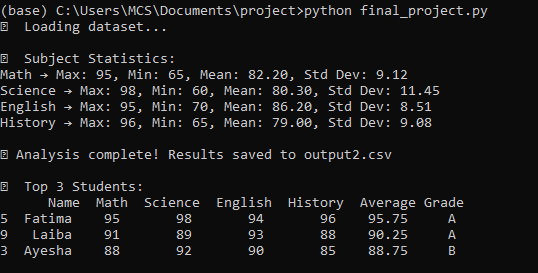 (base) C:\Users\MCS\Documents\project>python final_project.py
⍰  Loading dataset...
⍰  Subject Statistics:
Math → Max: 95, Min: 65, Mean: 82.20, Std Dev: 9.12
Science → Max: 98, Min: 60, Mean: 80.30, Std Dev: 11.45
English → Max: 95, Min: 70, Mean: 86.20, Std Dev: 8.51
History → Max: 96, Min: 65, Mean: 79.00, Std Dev: 9.08
⍰ Analysis complete! Results saved to output2.csv
⍰  Top 3 Students:
     Name  Math  Science  English  History  Average Grade
5  Fatima    95       98       94       96    95.75     A
9   Laiba    91       89       93       88    90.25     A
3  Ayesha    88       92       90       85    88.75     B